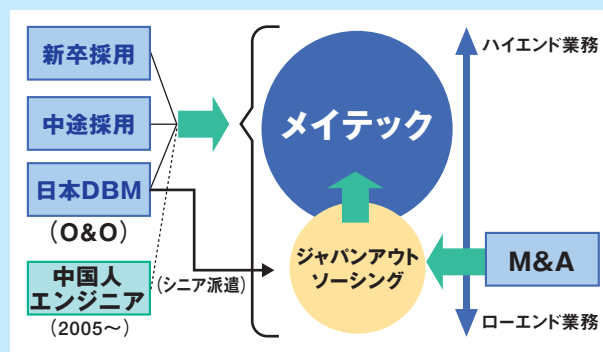 新卒採用
中途採用
日本DBM
(O&O)
中国人
エンジニア
(2005〜)
(シニア派遣)
メイテック
ジャパンアウト
ソーシング
ハイエンド業務
M&A
ローエンド業務